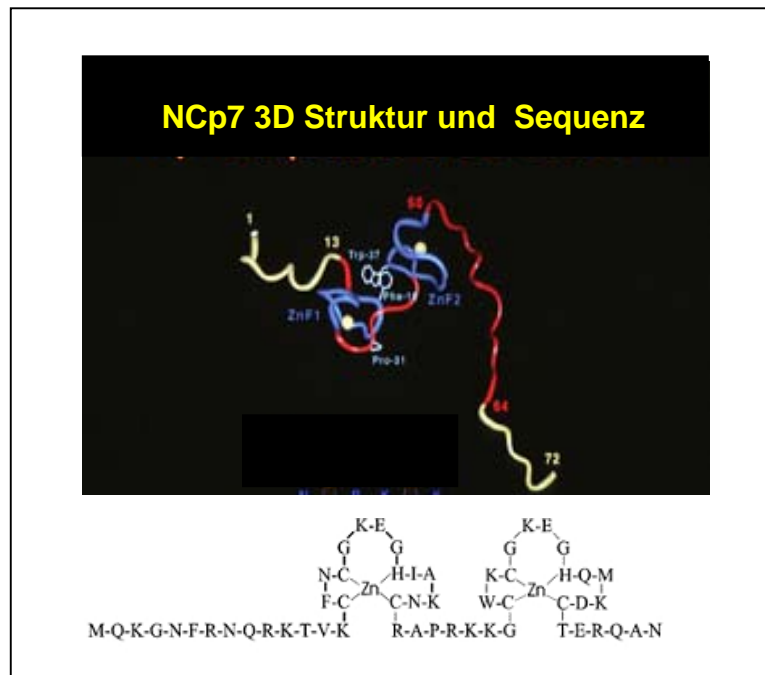 NCp7 3D Struktur und Sequenz
1
13
Trp-37
Phe-16
ZnF1
ZnF2
Pro-31
64
72
K-E K-E
G G G G
N-C H-I-A K-C H-Q-M
Zn Zn
F-C C-N-K W-C C-D-K
M-Q-K-G-N-F-R-N-Q-R-K-T-V-K R-A-P-R-K-K-G T-E-R-Q-A-N